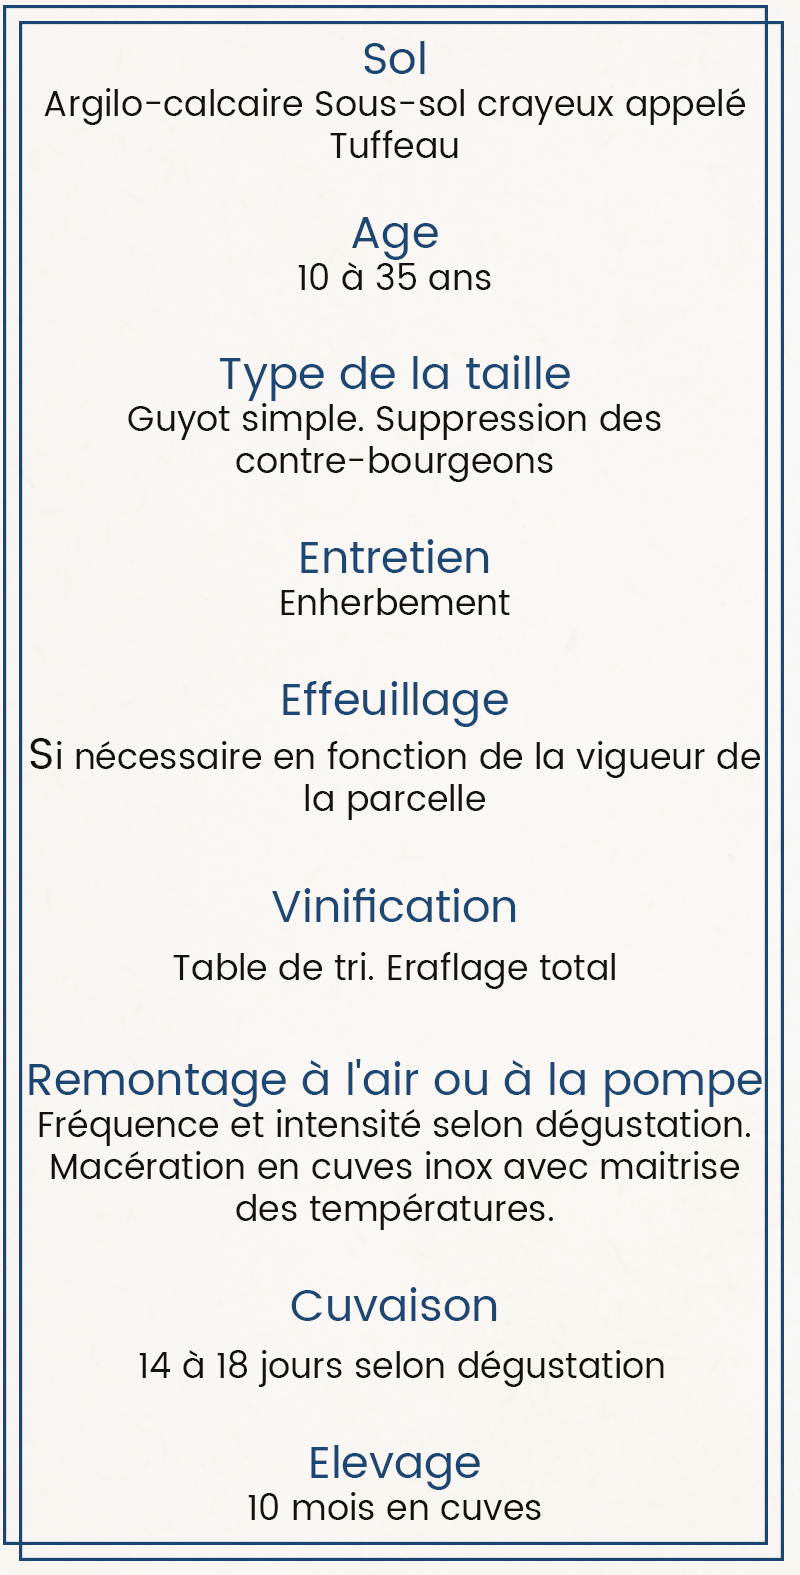 Sol
Argilo-calcaire Sous-sol crayeux appelé
Tuffeau
Age
10 à 35 ans
Type de la taille
Guyot simple. Suppression des
contre-bourgeons
Entretien
Enherbement
Effeuillage
Si nécessaire en fonction de la vigueur de
la parcelle
Vinification
Table de tri. Eraflage total
Remontage à l'air ou à la pompe
Fréquence et intensité selon dégustation.
Macération en cuves inox avec maitrise
des températures.
Cuvaison
14 à 18 jours selon dégustation
Elevage
10 mois en cuves